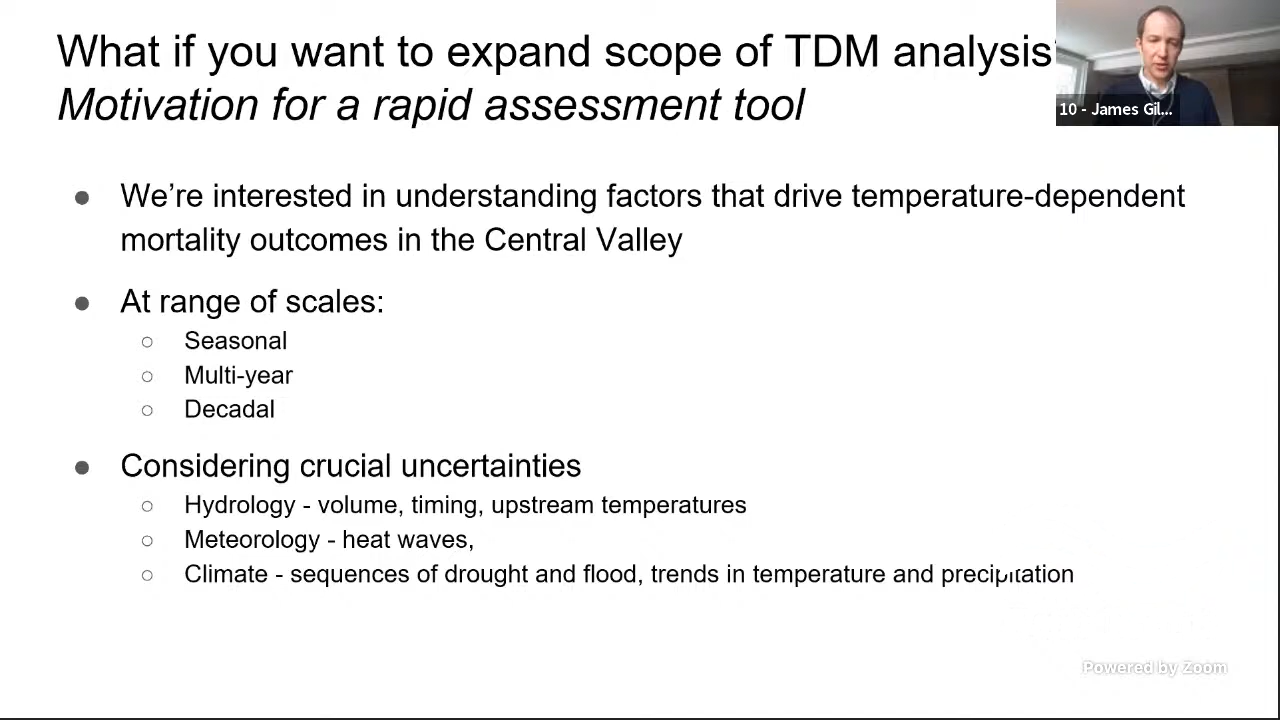 What if you want to expand scope of TDM analysis
Motivation for a rapid assessment tool
10 - James Gil...
● We’re interested in understanding factors that drive temperature-dependent
mortality outcomes in the Central Valley
● At range of scales:
○ Seasonal
○ Multi-year
○ Decadal
● Considering crucial uncertainties
○ Hydrology - volume, timing, upstream temperatures
○ Meteorology - heat waves,
○ Climate - sequences of drought and flood, trends in temperature and precipitation
Powered by Zoom